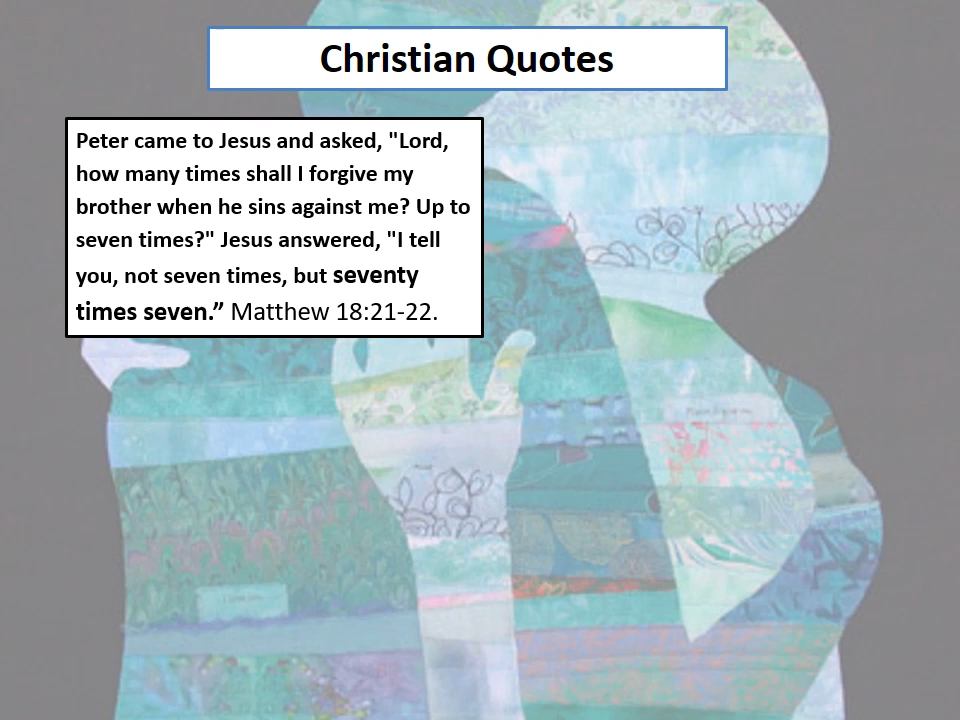 Christian Quotes
Peter came to Jesus and asked, "Lord,
how many times shall I forgive my
brother when he sins against me? Up to
seven times?" Jesus answered, "I tell
you, not seven times, but seventy
times seven.” Matthew 18:21-22.